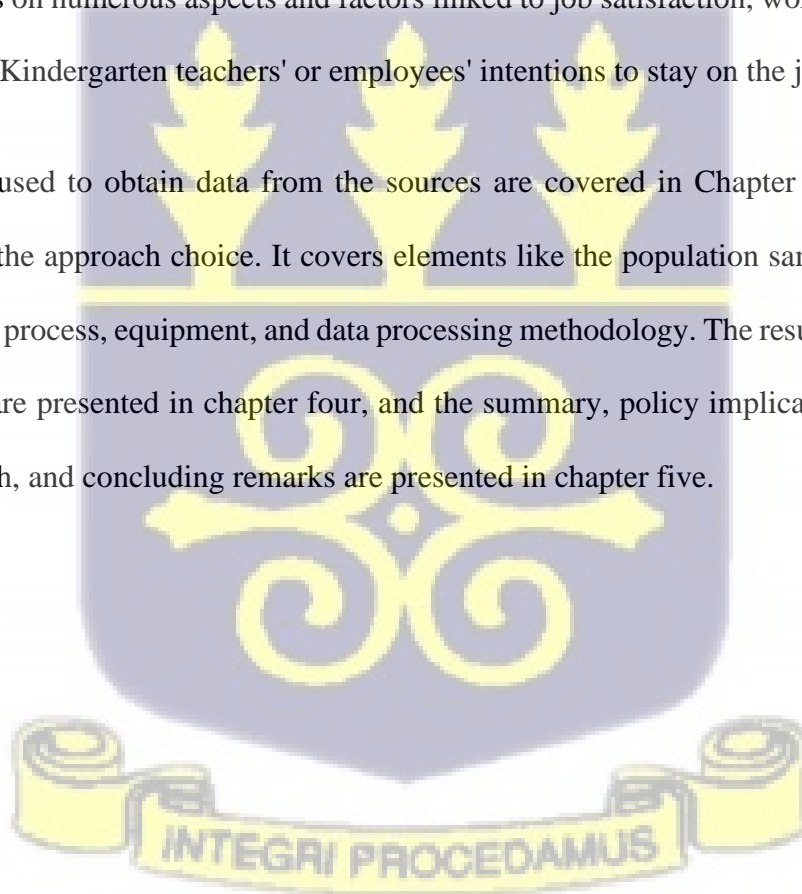 on numerous aspects and factors linked to job satisfaction, wo
Kindergarten teachers' or employees' intentions to stay on the j
used to obtain data from the sources are covered in Chapter
the approach choice. It covers elements like the population sar
process, equipment, and data processing methodology. The resu
are presented in chapter four, and the summary, policy implica
h, and concluding remarks are presented in chapter five.
INTEGRI PROCEDAMUS